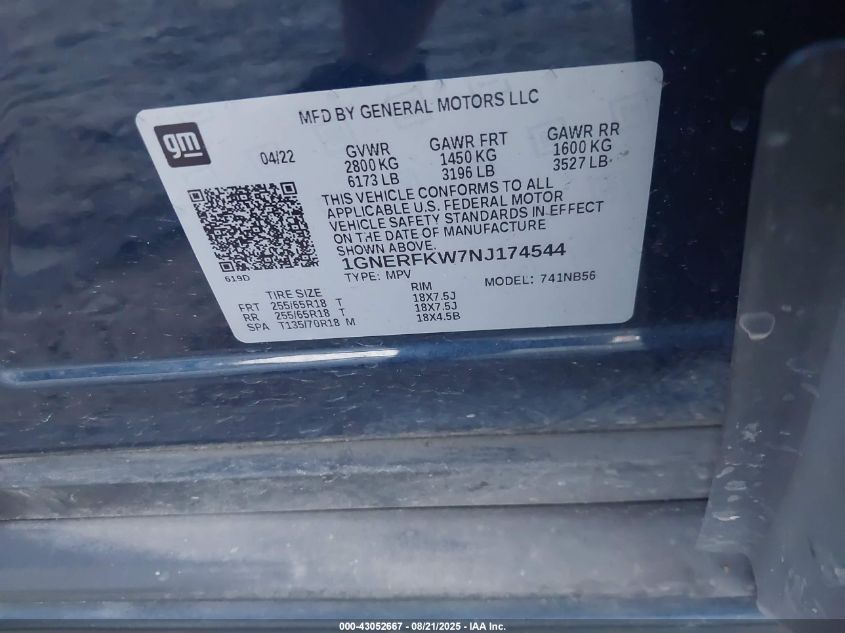 MFD BY GENERAL MOTORS LLC
gm
04/22
GVWR
2800 KG
6173 LB
GAWR FRT
1450 KG
3196 LB
GAWR RR
1600 KG
3527 LB
THIS VEHICLE CONFORMS TO ALL
APPLICABLE U.S. FEDERAL MOTOR
VEHICLE SAFETY STANDARDS IN EFFECT
ON THE DATE OF MANUFACTURE
SHOWN ABOVE.
1GNERFKW7NJ174544
619D
TYPE: MPV
MODEL: 741NB56
TIRE SIZE RIM
FRT 255/65R18 T 18X7.5J
RR 255/65R18 T 18X7.5J
SPA T135/70R18 M 18X4.5B
000-43052667 - 08/21/2025 - IAA Inc.